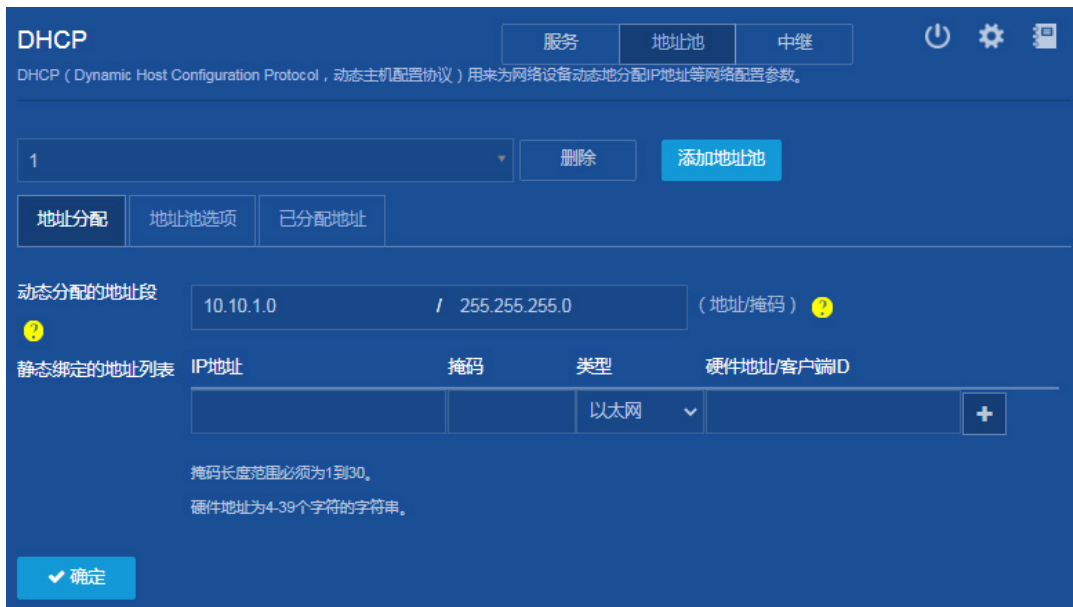 DHCP 服务 地址池 中继
DHCP（Dynamic Host Configuration Protocol，动态主机配置协议）用来为网络设备动态地分配IP地址等网络配置参数。
1 删除 添加地址池
地址分配 地址池选项 已分配地址
动态分配的地址段 10.10.1.0 / 255.255.255.0 （地址/掩码） ?
?
静态绑定的地址列表 IP地址 掩码 类型 硬件地址/客户端ID
以太网
掩码长度范围必须为1到30。
硬件地址为4-39个字符的字符串。
确定